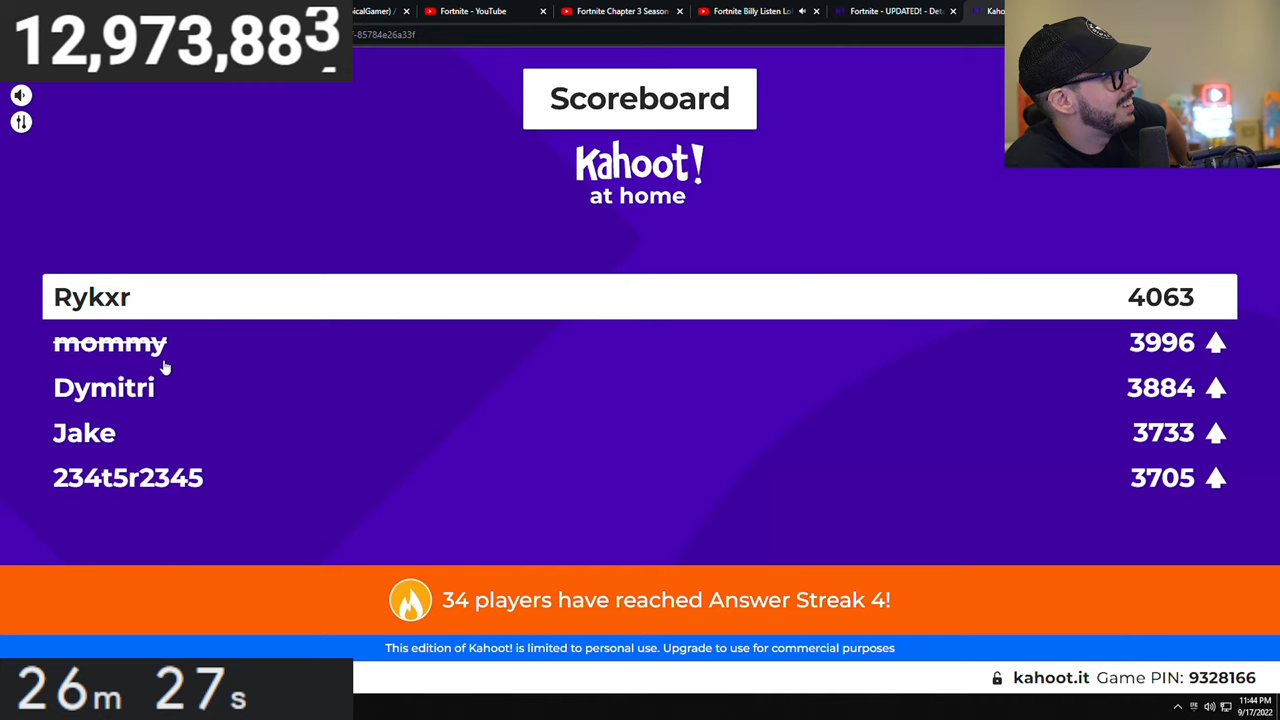 12,973,883
icalGamer) /
Fortnite - YouTube
Fortnite Chapter 3 Season
Fortnite Billy Listen Lo
Fortnite - UPDATED! - Det
Kaho
-85784e26a33f
Scoreboard
Kahoot!
at home
Rykxr 4063
mommy 3996
Dymitri 3884
Jake 3733
234t5r2345 3705
34 players have reached Answer Streak 4!
This edition of Kahoot! is limited to personal use. Upgrade to use for commercial purposes
kahoot.it Game PIN: 9328166
26m 27s
11:44 PM
9/17/2022